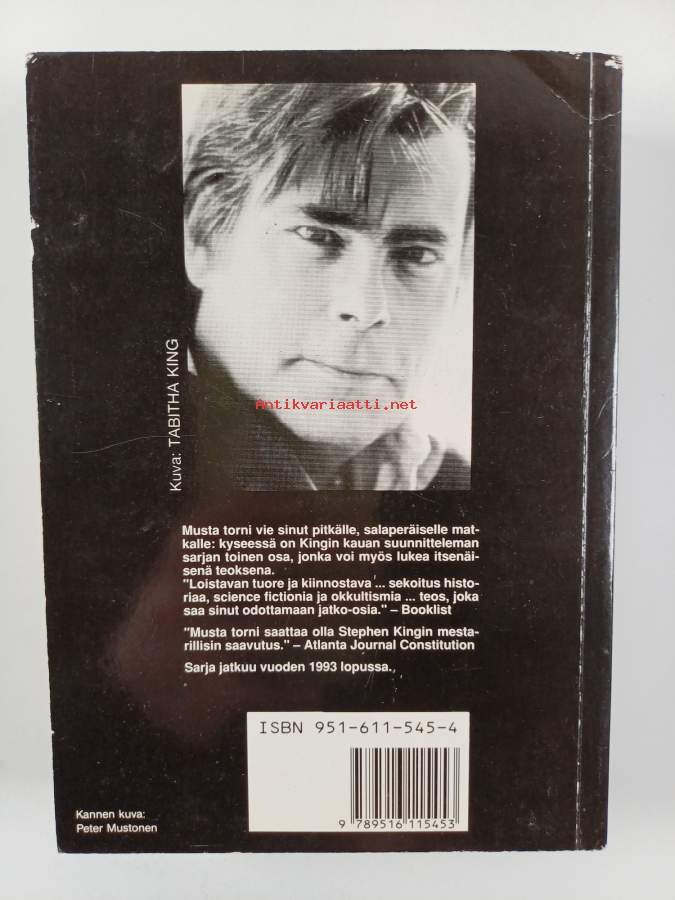 Kuva: TABITHA KING
Antikvariaatti.net
Musta torni vie sinut pitkälle, salaperäiselle mat-
kalle: kyseessä on Kingin kauan suunnitteleman
sarjan toinen osa, jonka voi myös lukea itsenäi-
senä teoksena.
"Loistavan tuore ja kiinnostava ... sekoitus histo-
riaa, science fictionia ja okkultismia ... teos, joka
saa sinut odottamaan jatko-osia." – Booklist
"Musta torni saattaa olla Stephen Kingin mesta-
rillisin saavutus." – Atlanta Journal Constitution
Sarja jatkuu vuoden 1993 lopussa.
ISBN 951-611-545-4
9 789516 115453
Kannen kuva:
Peter Mustonen